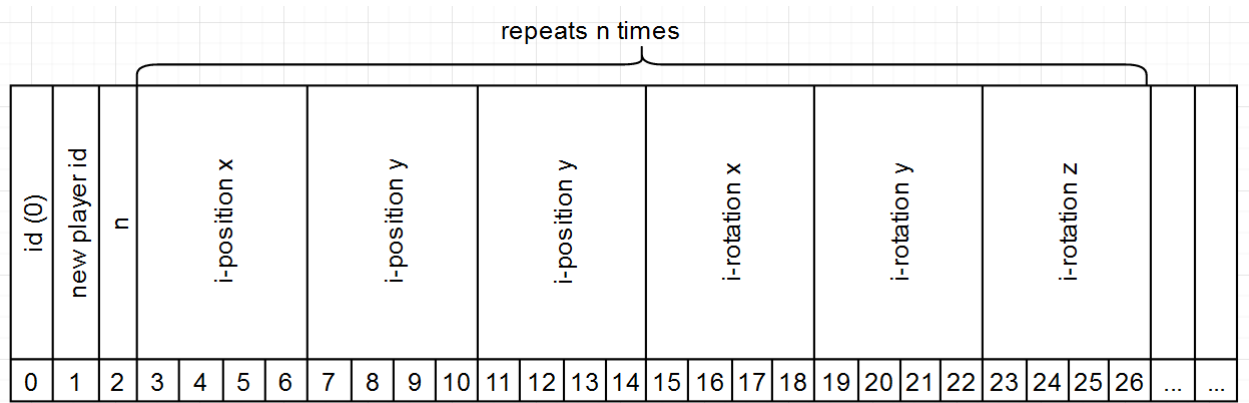 repeats n times
id (0)
new player id
n
i-position x
i-position y
i-position y
i-rotation x
i-rotation y
i-rotation z
0 1 2 3 4 5 6 7 8 9 10 11 12 13 14 15 16 17 18 19 20 21 22 23 24 25 26 ... ...